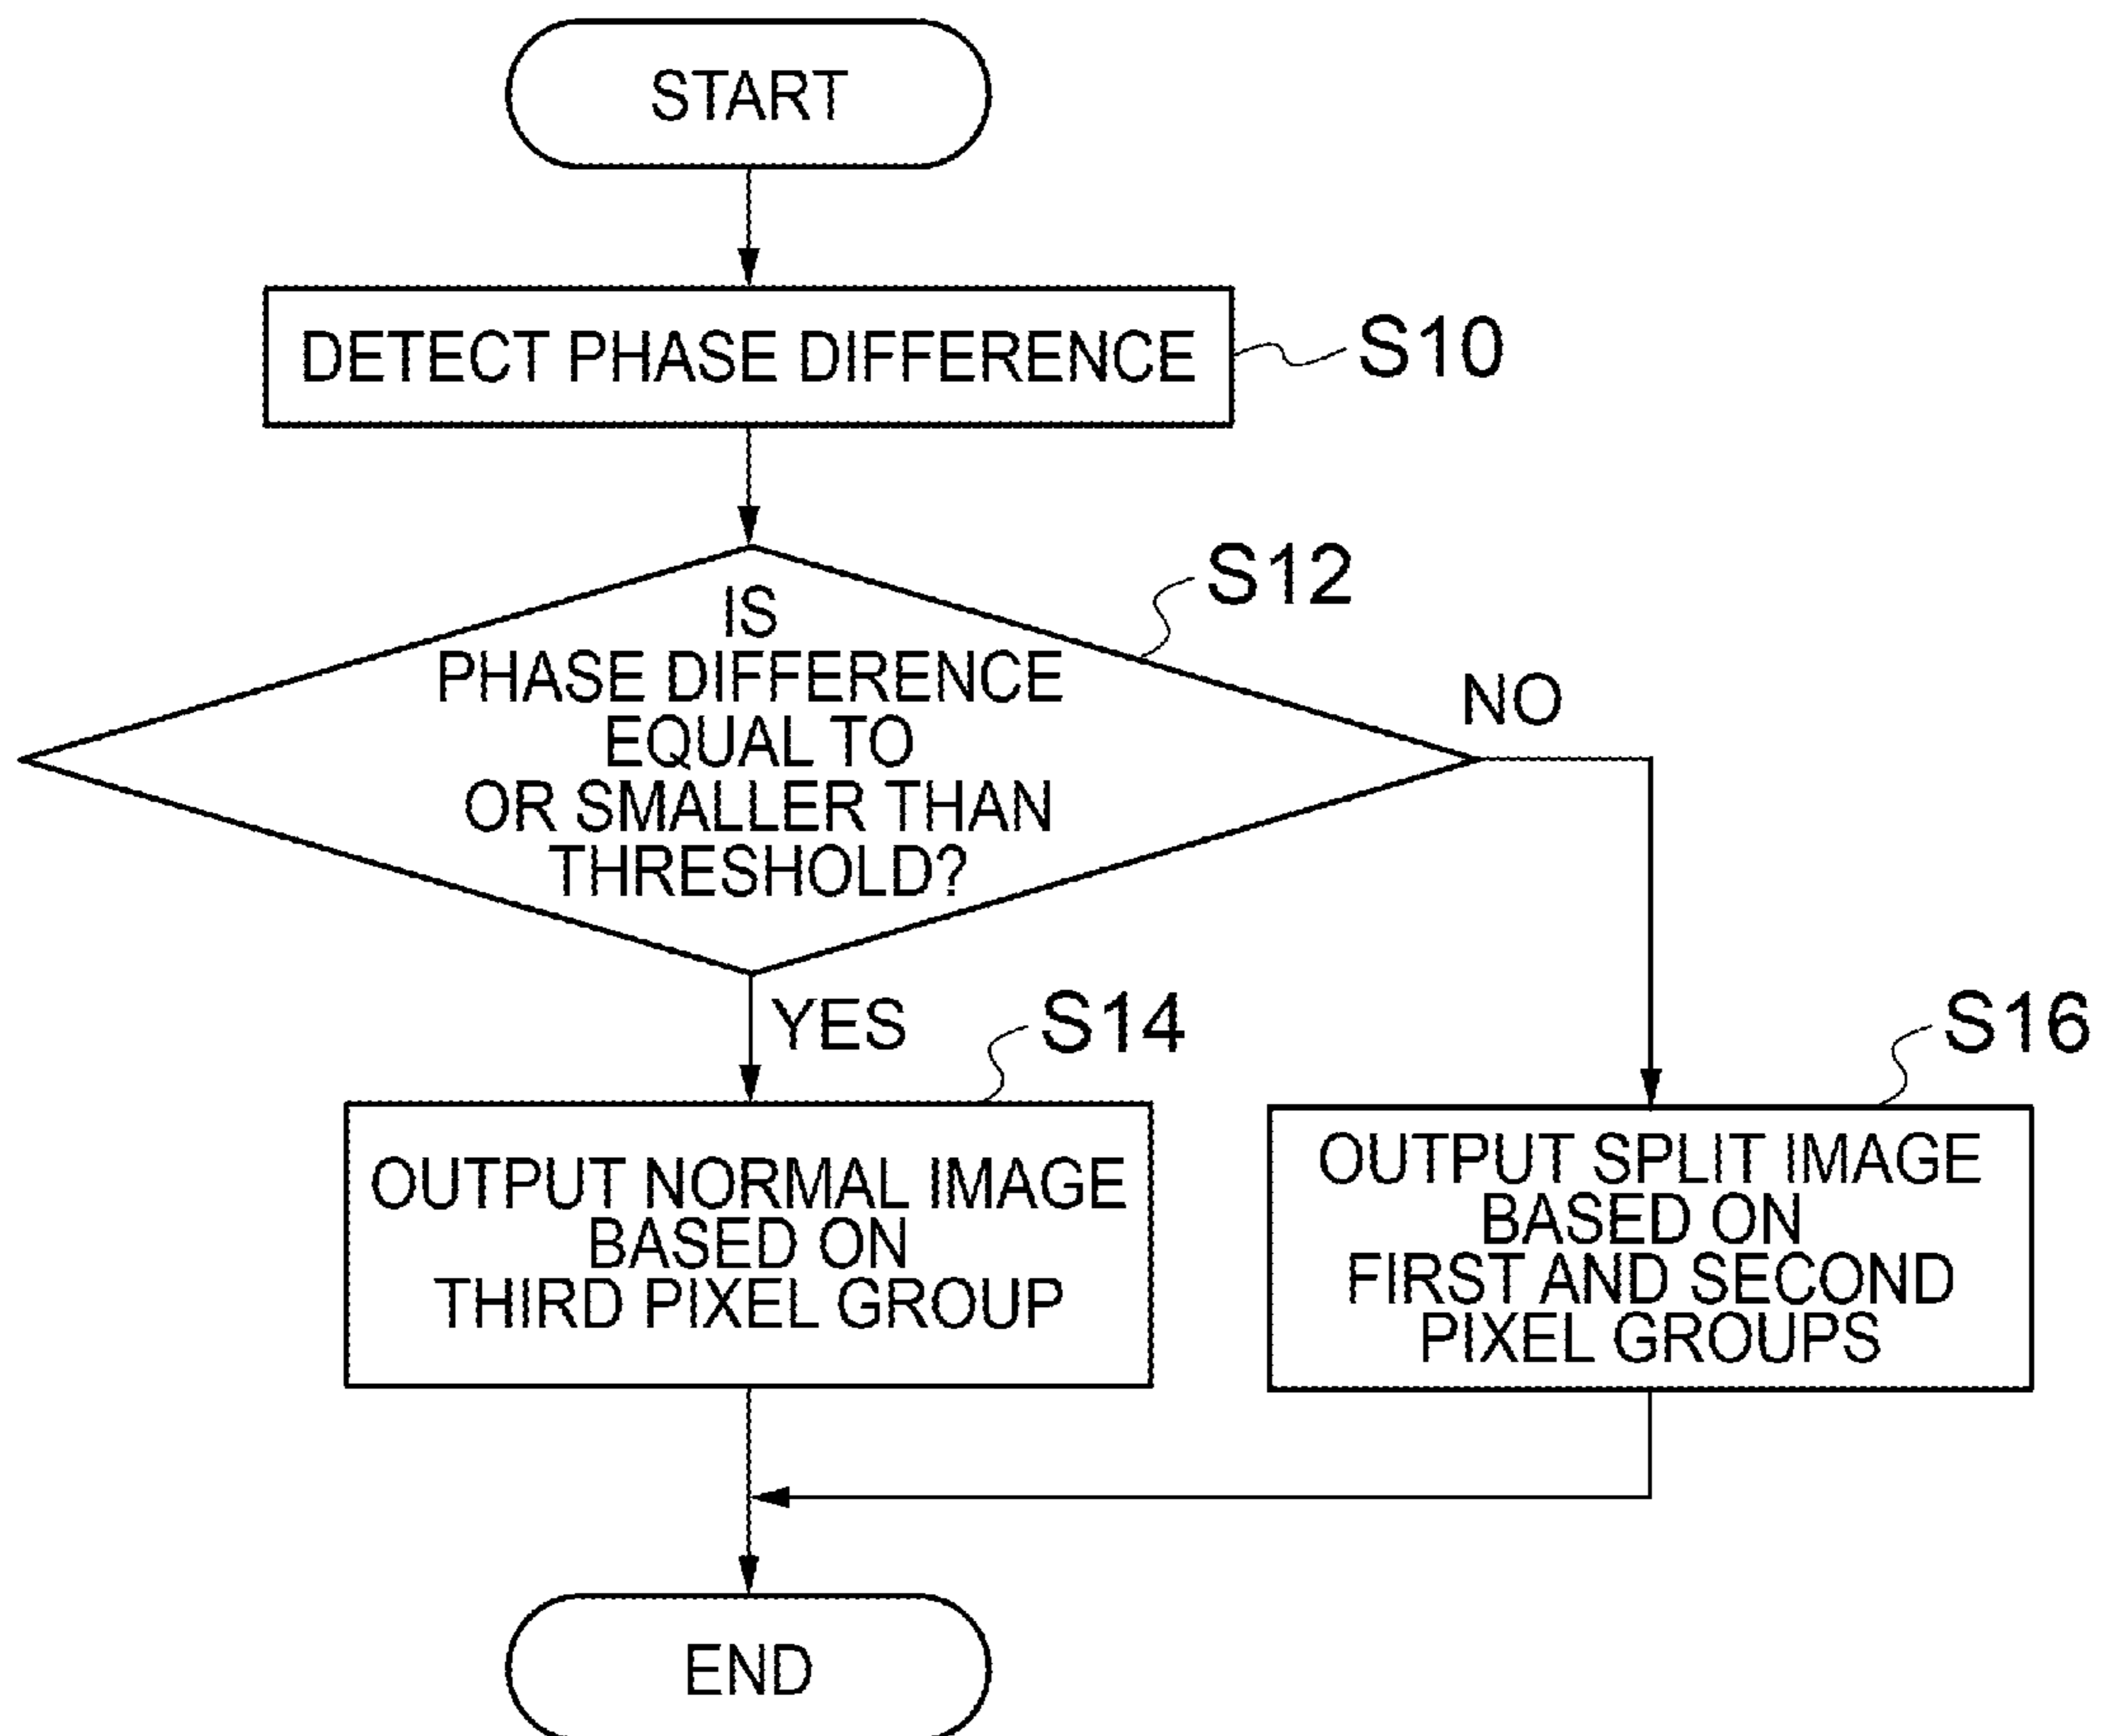 START
DETECT PHASE DIFFERENCE
S10
S12
IS
PHASE DIFFERENCE
EQUAL TO
OR SMALLER THAN
THRESHOLD?
NO
YES
S14
S16
OUTPUT NORMAL IMAGE
BASED ON
THIRD PIXEL GROUP
OUTPUT SPLIT IMAGE
BASED ON
FIRST AND SECOND
PIXEL GROUPS
END